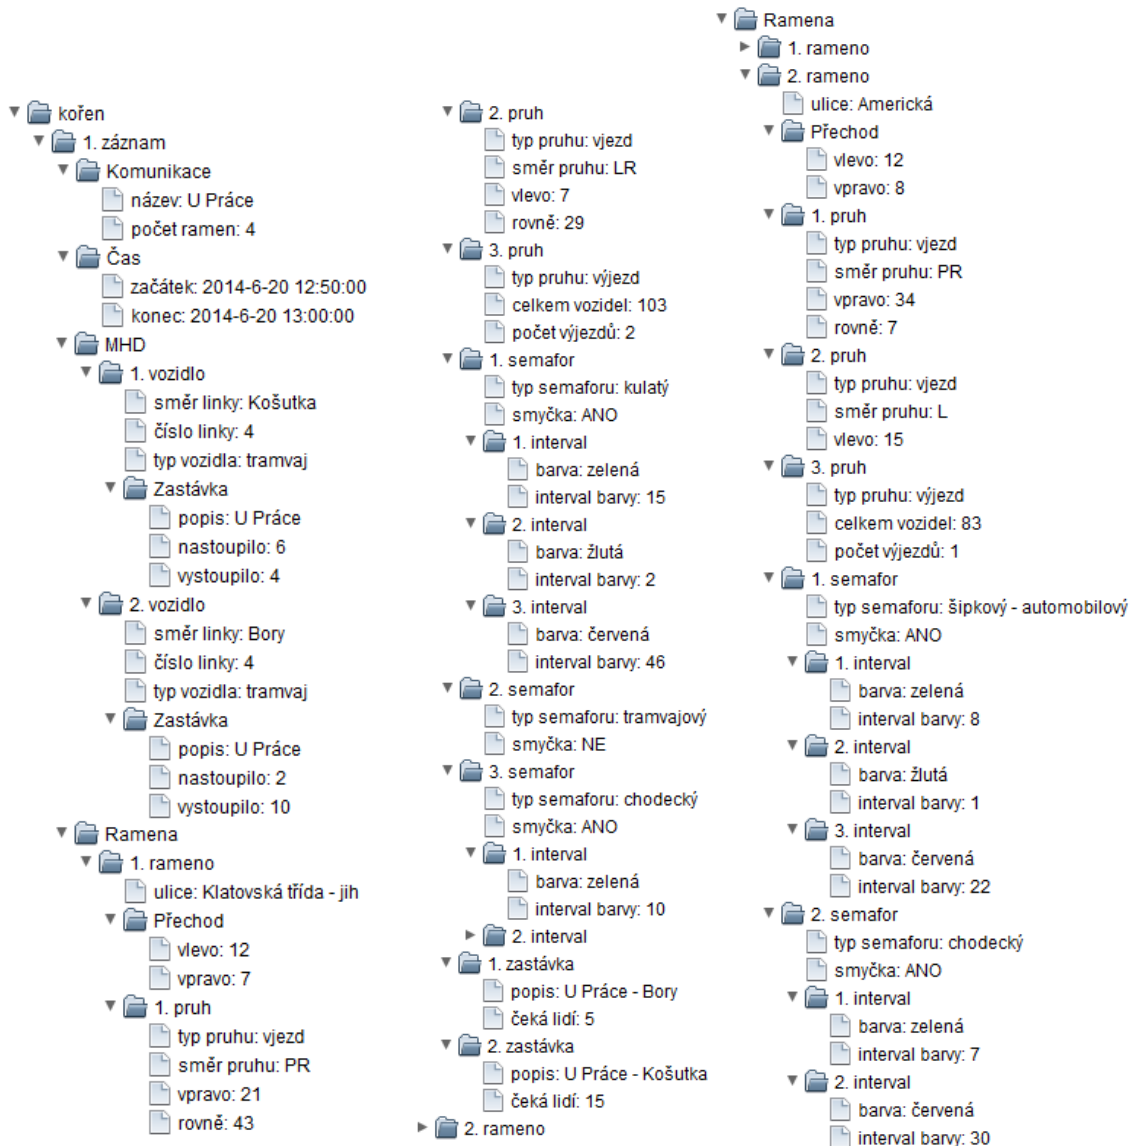 kořen
1. záznam
Komunikace
název: U Práce
počet ramen: 4
Čas
začátek: 2014-6-20 12:50:00
konec: 2014-6-20 13:00:00
MHD
1. vozidlo
směr linky: Košutka
číslo linky: 4
typ vozidla: tramvaj
Zastávka
popis: U Práce
nastoupilo: 6
vystoupilo: 4
2. vozidlo
směr linky: Bory
číslo linky: 4
typ vozidla: tramvaj
Zastávka
popis: U Práce
nastoupilo: 2
vystoupilo: 10
Ramena
1. rameno
ulice: Klatovská třída - jih
Přechod
vlevo: 12
vpravo: 7
1. pruh
typ pruhu: vjezd
směr pruhu: PR
vpravo: 21
rovně: 43
2. pruh
typ pruhu: vjezd
směr pruhu: LR
vlevo: 7
rovně: 29
3. pruh
typ pruhu: výjezd
celkem vozidel: 103
počet výjezdů: 2
1. semafor
typ semaforu: kulatý
smyčka: ANO
1. interval
barva: zelená
interval barvy: 15
2. interval
barva: žlutá
interval barvy: 2
3. interval
barva: červená
interval barvy: 46
2. semafor
typ semaforu: tramvajový
smyčka: NE
3. semafor
typ semaforu: chodecký
smyčka: ANO
1. interval
barva: zelená
interval barvy: 10
2. interval
1. zastávka
popis: U Práce - Bory
čeká lidí: 5
2. zastávka
popis: U Práce - Košutka
čeká lidí: 15
2. rameno
Ramena
1. rameno
2. rameno
ulice: Americká
Přechod
vlevo: 12
vpravo: 8
1. pruh
typ pruhu: vjezd
směr pruhu: PR
vpravo: 34
rovně: 7
2. pruh
typ pruhu: vjezd
směr pruhu: L
vlevo: 15
3. pruh
typ pruhu: výjezd
celkem vozidel: 83
počet výjezdů: 1
1. semafor
typ semaforu: šipkový - automobilový
smyčka: ANO
1. interval
barva: zelená
interval barvy: 8
2. interval
barva: žlutá
interval barvy: 1
3. interval
barva: červená
interval barvy: 22
2. semafor
typ semaforu: chodecký
smyčka: ANO
1. interval
barva: zelená
interval barvy: 7
2. interval
barva: červená
interval barvy: 30